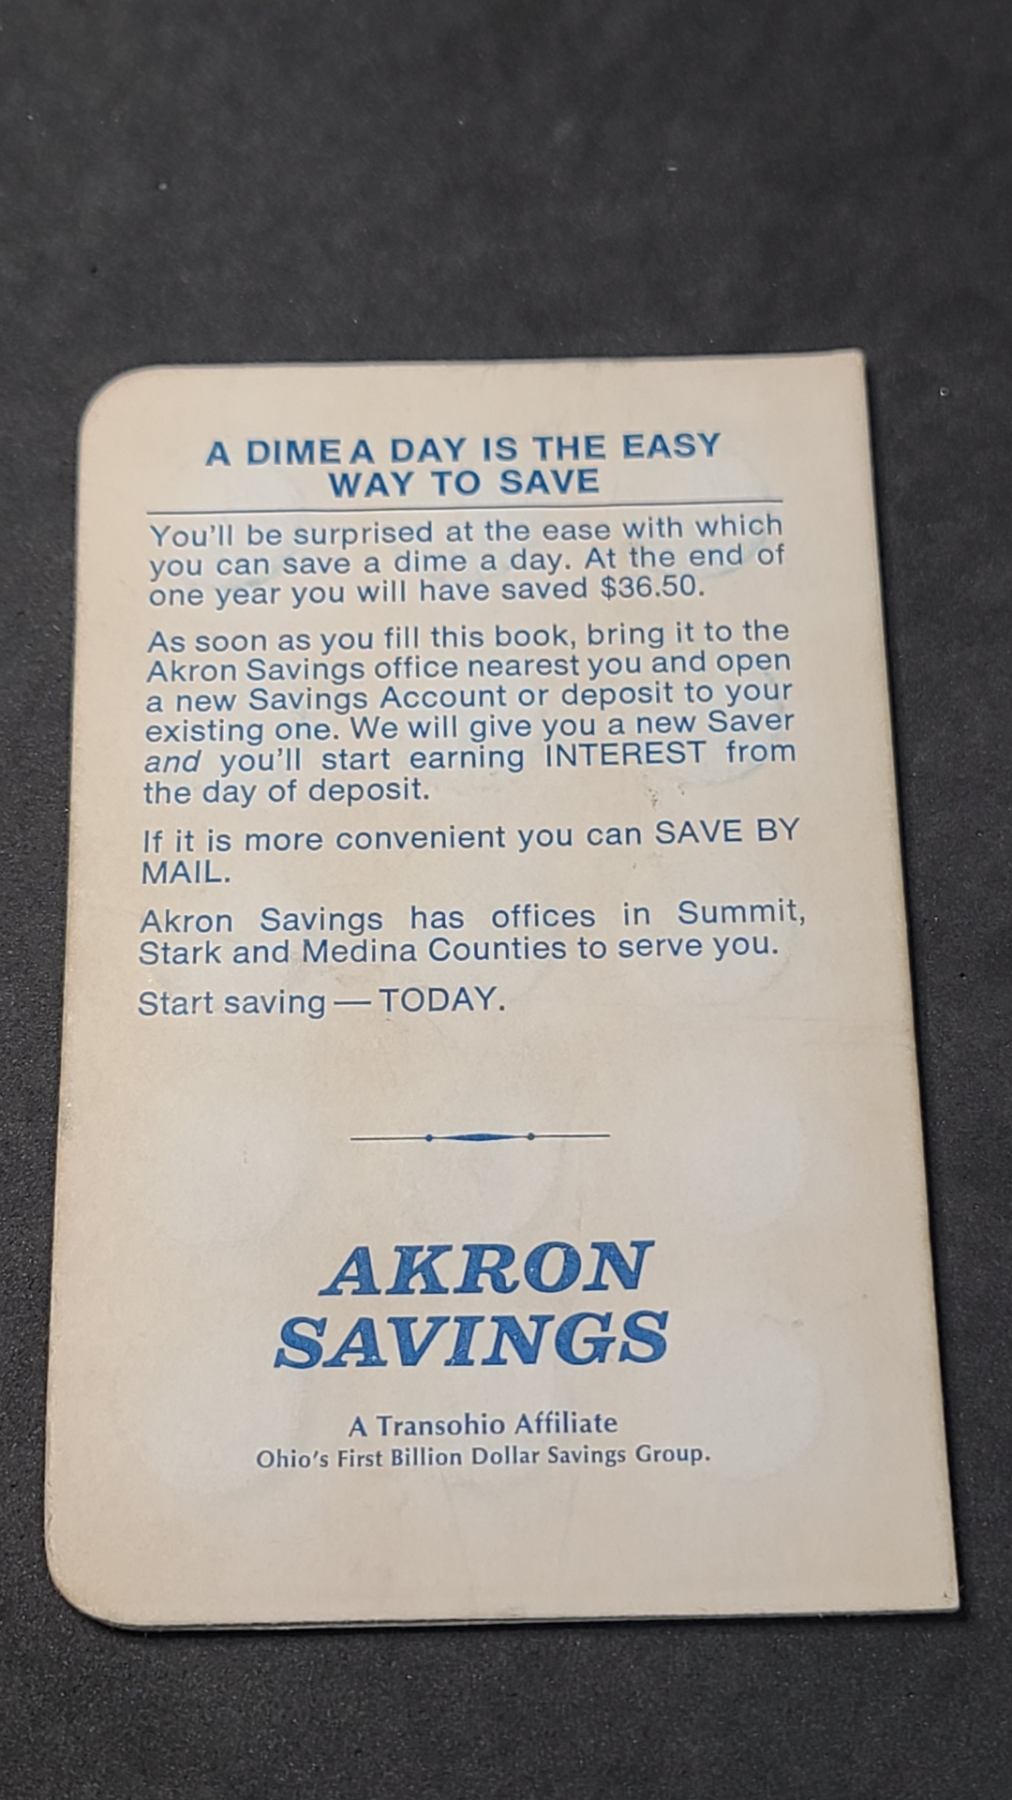 A DIME A DAY IS THE EASY
WAY TO SAVE
You'll be surprised at the ease with which
you can save a dime a day. At the end of
one year you will have saved $36.50.
As soon as you fill this book, bring it to the
Akron Savings office nearest you and open
a new Savings Account or deposit to your
existing one. We will give you a new Saver
and you'll start earning INTEREST from
the day of deposit.
If it is more convenient you can SAVE BY
MAIL.
Akron Savings has offices in Summit,
Stark and Medina Counties to serve you.
Start saving — TODAY.
AKRON
SAVINGS
A Transohio Affiliate
Ohio's First Billion Dollar Savings Group.